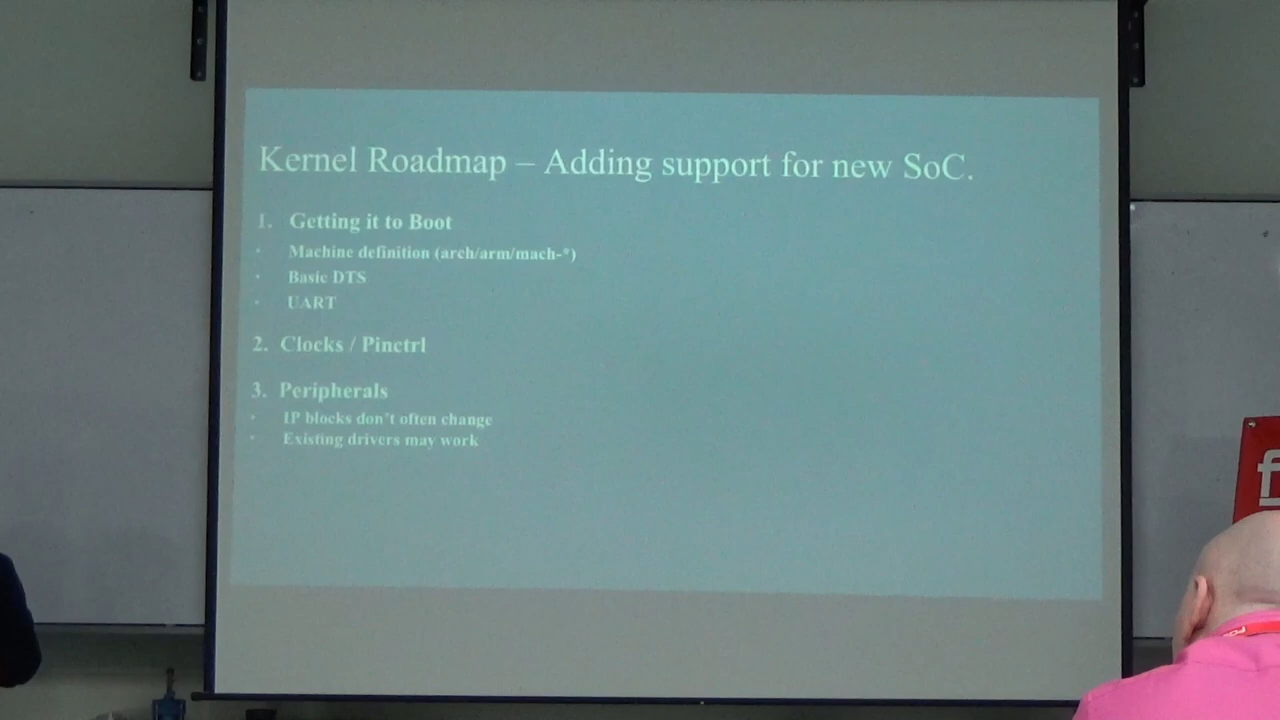 Kernel Roadmap – Adding support for new SoC.
1. Getting it to Boot
• Machine definition (arch/arm/mach-*)
• Basic DTS
• UART
2. Clocks / Pinctrl
3. Peripherals
• IP blocks don't often change
• Existing drivers may work
f